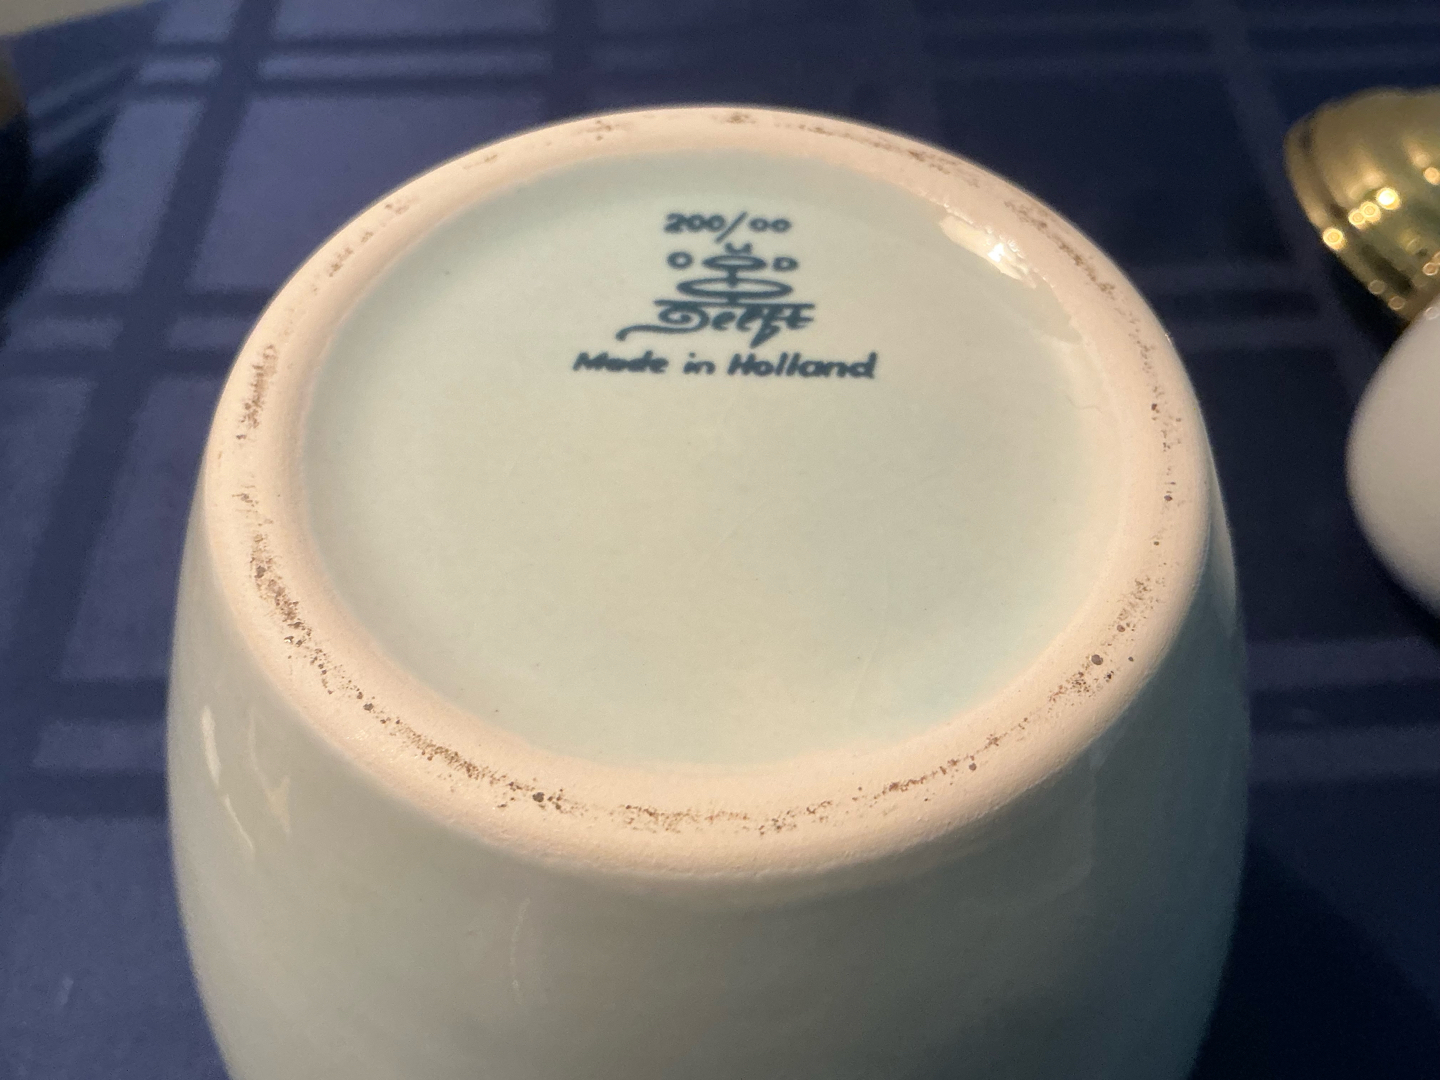 200/00
O D
Delft
Made in Holland